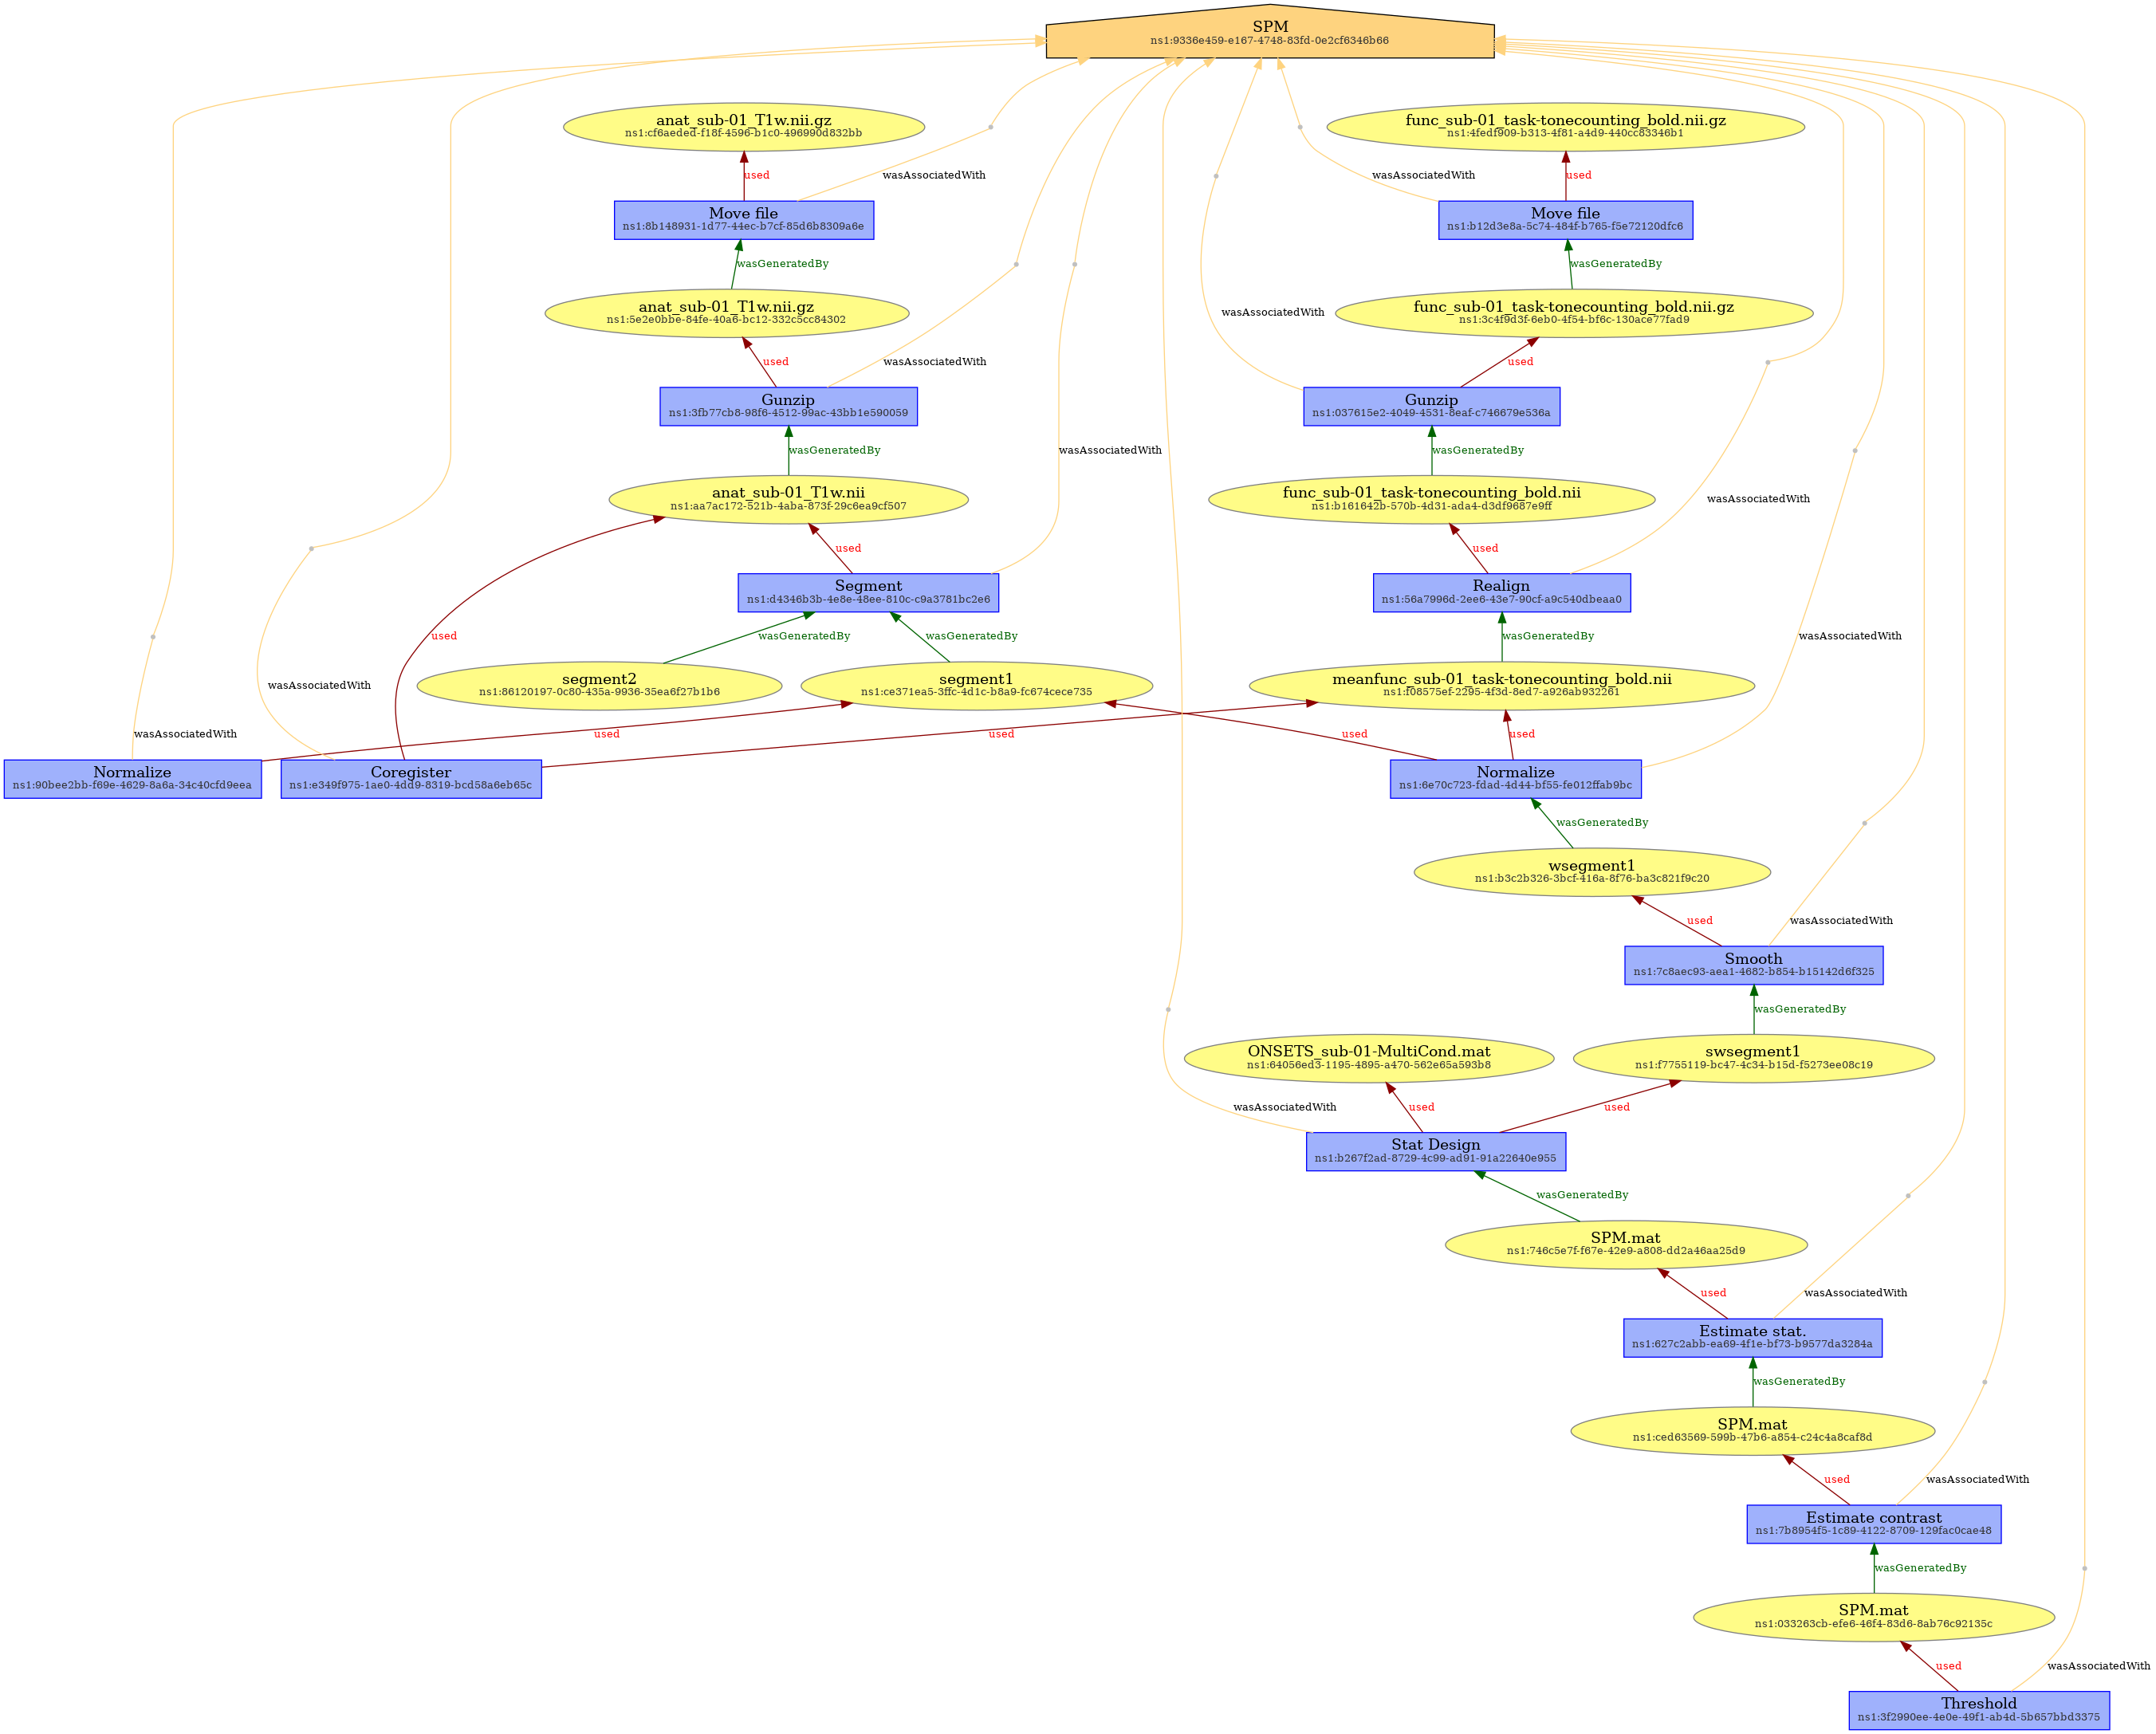 SPM
ns1:9336e459-e167-4748-83fd-0e2cf6346b66
anat_sub-01_T1w.nii.gz
ns1:cf6aeded-f18f-4596-b1c0-496990d832bb
func_sub-01_task-tonecounting_bold.nii.gz
ns1:4fedf909-b313-4f81-a4d9-440cc83346b1
used
wasAssociatedWith
wasAssociatedWith
used
Move file
ns1:8b148931-1d77-44ec-b7cf-85d6b8309a6e
Move file
ns1:b12d3e8a-5c74-484f-b765-f5e72120dfc6
wasGeneratedBy
wasGeneratedBy
anat_sub-01_T1w.nii.gz
ns1:5e2e0bbe-84fe-40a6-bc12-332c5cc84302
wasAssociatedWith
func_sub-01_task-tonecounting_bold.nii.gz
ns1:3c4f9d3f-6eb0-4f54-bf6c-130ace77fad9
used
wasAssociatedWith
used
Gunzip
ns1:3fb77cb8-98f6-4512-99ac-43bb1e590059
Gunzip
ns1:037615e2-4049-4531-8eaf-c746679e536a
wasGeneratedBy
wasAssociatedWith
wasGeneratedBy
anat_sub-01_T1w.nii
ns1:aa7ac172-521b-4aba-873f-29c6ea9cf507
func_sub-01_task-tonecounting_bold.nii
ns1:b161642b-570b-4d31-ada4-d3df9687e9ff
wasAssociatedWith
used
used
Segment
ns1:d4346b3b-4e8e-48ee-810c-c9a3781bc2e6
Realign
ns1:56a7996d-2ee6-43e7-90cf-a9c540dbeaa0
used
wasGeneratedBy
wasGeneratedBy
wasGeneratedBy
wasAssociatedWith
wasAssociatedWith
segment2
ns1:86120197-0c80-435a-9936-35ea6f27b1b6
segment1
ns1:ce371ea5-3ffc-4d1c-b8a9-fc674cece735
meanfunc_sub-01_task-tonecounting_bold.nii
ns1:f08575ef-2295-4f3d-8ed7-a926ab932261
wasAssociatedWith
used
used
used
used
Normalize
ns1:90bee2bb-f69e-4629-8a6a-34c40cfd9eea
Coregister
ns1:e349f975-1ae0-4dd9-8319-bcd58a6eb65c
Normalize
ns1:6e70c723-fdad-4d44-bf55-fe012ffab9bc
wasGeneratedBy
wsegment1
ns1:b3c2b326-3bcf-416a-8f76-ba3c821f9c20
used
wasAssociatedWith
Smooth
ns1:7c8aec93-aea1-4682-b854-b15142d6f325
wasGeneratedBy
ONSETS_sub-01-MultiCond.mat
ns1:64056ed3-1195-4895-a470-562e65a593b8
swsegment1
ns1:f7755119-bc47-4c34-b15d-f5273ee08c19
wasAssociatedWith
used
used
Stat Design
ns1:b267f2ad-8729-4c99-ad91-91a22640e955
wasGeneratedBy
SPM.mat
ns1:746c5e7f-f67e-42e9-a808-dd2a46aa25d9
used
wasAssociatedWith
Estimate stat.
ns1:627c2abb-ea69-4f1e-bf73-b9577da3284a
wasGeneratedBy
SPM.mat
ns1:ced63569-599b-47b6-a854-c24c4a8caf8d
used
wasAssociatedWith
Estimate contrast
ns1:7b8954f5-1c89-4122-8709-129fac0cae48
wasGeneratedBy
SPM.mat
ns1:033263cb-efe6-46f4-83d6-8ab76c92135c
used
wasAssociatedWith
Threshold
ns1:3f2990ee-4e0e-49f1-ab4d-5b657bbd3375